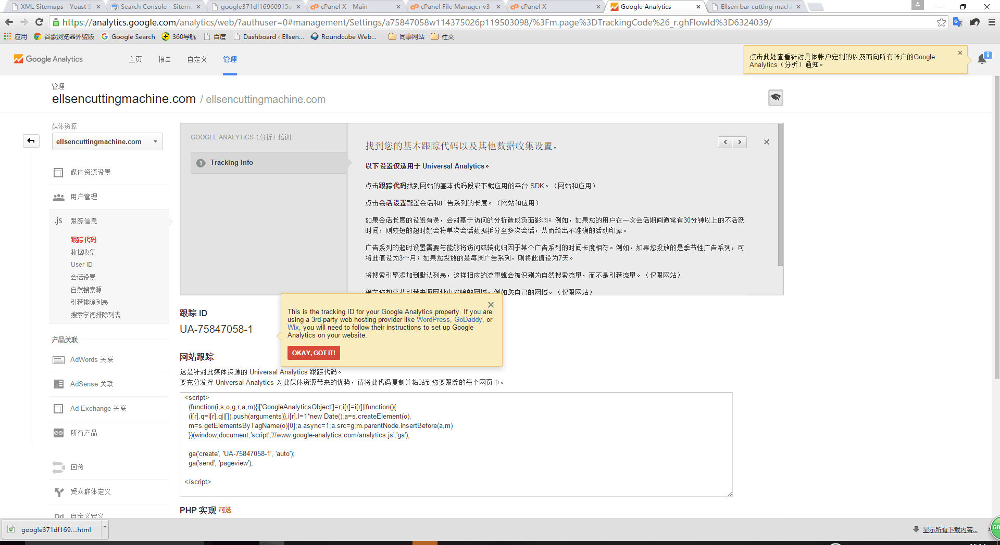 XML Sitemaps - Yoast S
Search Console - Sitema
google371df16960915e
cPanel X - Main
cPanel File Manager v3
cPanel X
Google Analytics
Ellsen bar cutting machi
https://analytics.google.com/analytics/web/?authuser=0#management/Settings/a75847058w114375026p119503098/%3Fm.page%3DTrackingCode%26_r.ghFlowId%3D6324039/
应用
谷歌浏览器外贸版
Google Search
360导航
百度
Dashboard ‹ Ellsen...
Roundcube Web...
同事网站
社交
Google Analytics
主页
报告
自定义
管理
点击此处查看针对具体帐户定制的以及面向所有帐户的Google
Analytics（分析）通知。
管理
ellsencuttingmachine.com / ellsencuttingmachine.com
媒体资源
ellsencuttingmachine.com
媒体资源设置
用户管理
.js 跟踪信息
跟踪代码
数据收集
User-ID
会话设置
自然搜索源
引荐排除列表
搜索字词排除列表
产品关联
AdWords 关联
AdSense 关联
Ad Exchange 关联
所有产品
回传
受众群体定义
Dd 自定义定义
GOOGLE ANALYTICS（分析）培训
1 Tracking Info
找到您的基本跟踪代码以及其他数据收集设置。
以下设置仅适用于 Universal Analytics。
点击跟踪代码找到网站的基本代码段或下载应用的平台 SDK。（网站和应用）
点击会话设置配置会话和广告系列的长度。（网站和应用）
如果会话长度的设置有误，会对基于访问的分析造成负面影响；例如，如果您的用户在一次会话期间通常有30分钟以上的不活跃
时间，则较短的超时就会将单次会话数据拆分至多次会话，从而给出不准确的活动印象。
广告系列的超时设置需要与能够将访问或转化归因于某个广告系列的时间长度相符。例如，如果您投放的是季节性广告系列，可
将此值设为3个月；如果您投放的是每周广告系列，则将此值设为7天。
将搜索引擎添加到默认列表，这样相应的流量就会被识别为自然搜索流量，而不是引荐流量。（仅限网站）
确定您想要从引荐来源网址中排除的网域，例如您自己的网域。（仅限网站）
跟踪 ID
UA-75847058-1
This is the tracking ID for your Google Analytics property. If you are
using a 3rd-party web hosting provider like WordPress, GoDaddy, or
Wix, you will need to follow their instructions to set up Google
Analytics on your website.
OKAY, GOT IT!
网站跟踪
这是针对此媒体资源的 Universal Analytics 跟踪代码。
要充分发挥 Universal Analytics 为此媒体资源带来的优势，请将此代码复制并粘贴到您要跟踪的每个网页中。
<script>
(function(i,s,o,g,r,a,m){i['GoogleAnalyticsObject']=r;i[r]=i[r]||function(){
(i[r].q=i[r].q||[]).push(arguments)},i[r].l=1*new Date();a=s.createElement(o),
m=s.getElementsByTagName(o)[0];a.async=1;a.src=g;m.parentNode.insertBefore(a,m)
})(window,document,'script','//www.google-analytics.com/analytics.js','ga');
ga('create', 'UA-75847058-1', 'auto');
ga('send', 'pageview');
</script>
PHP 实现 可选
google371df169....html
显示所有下载内容...
60